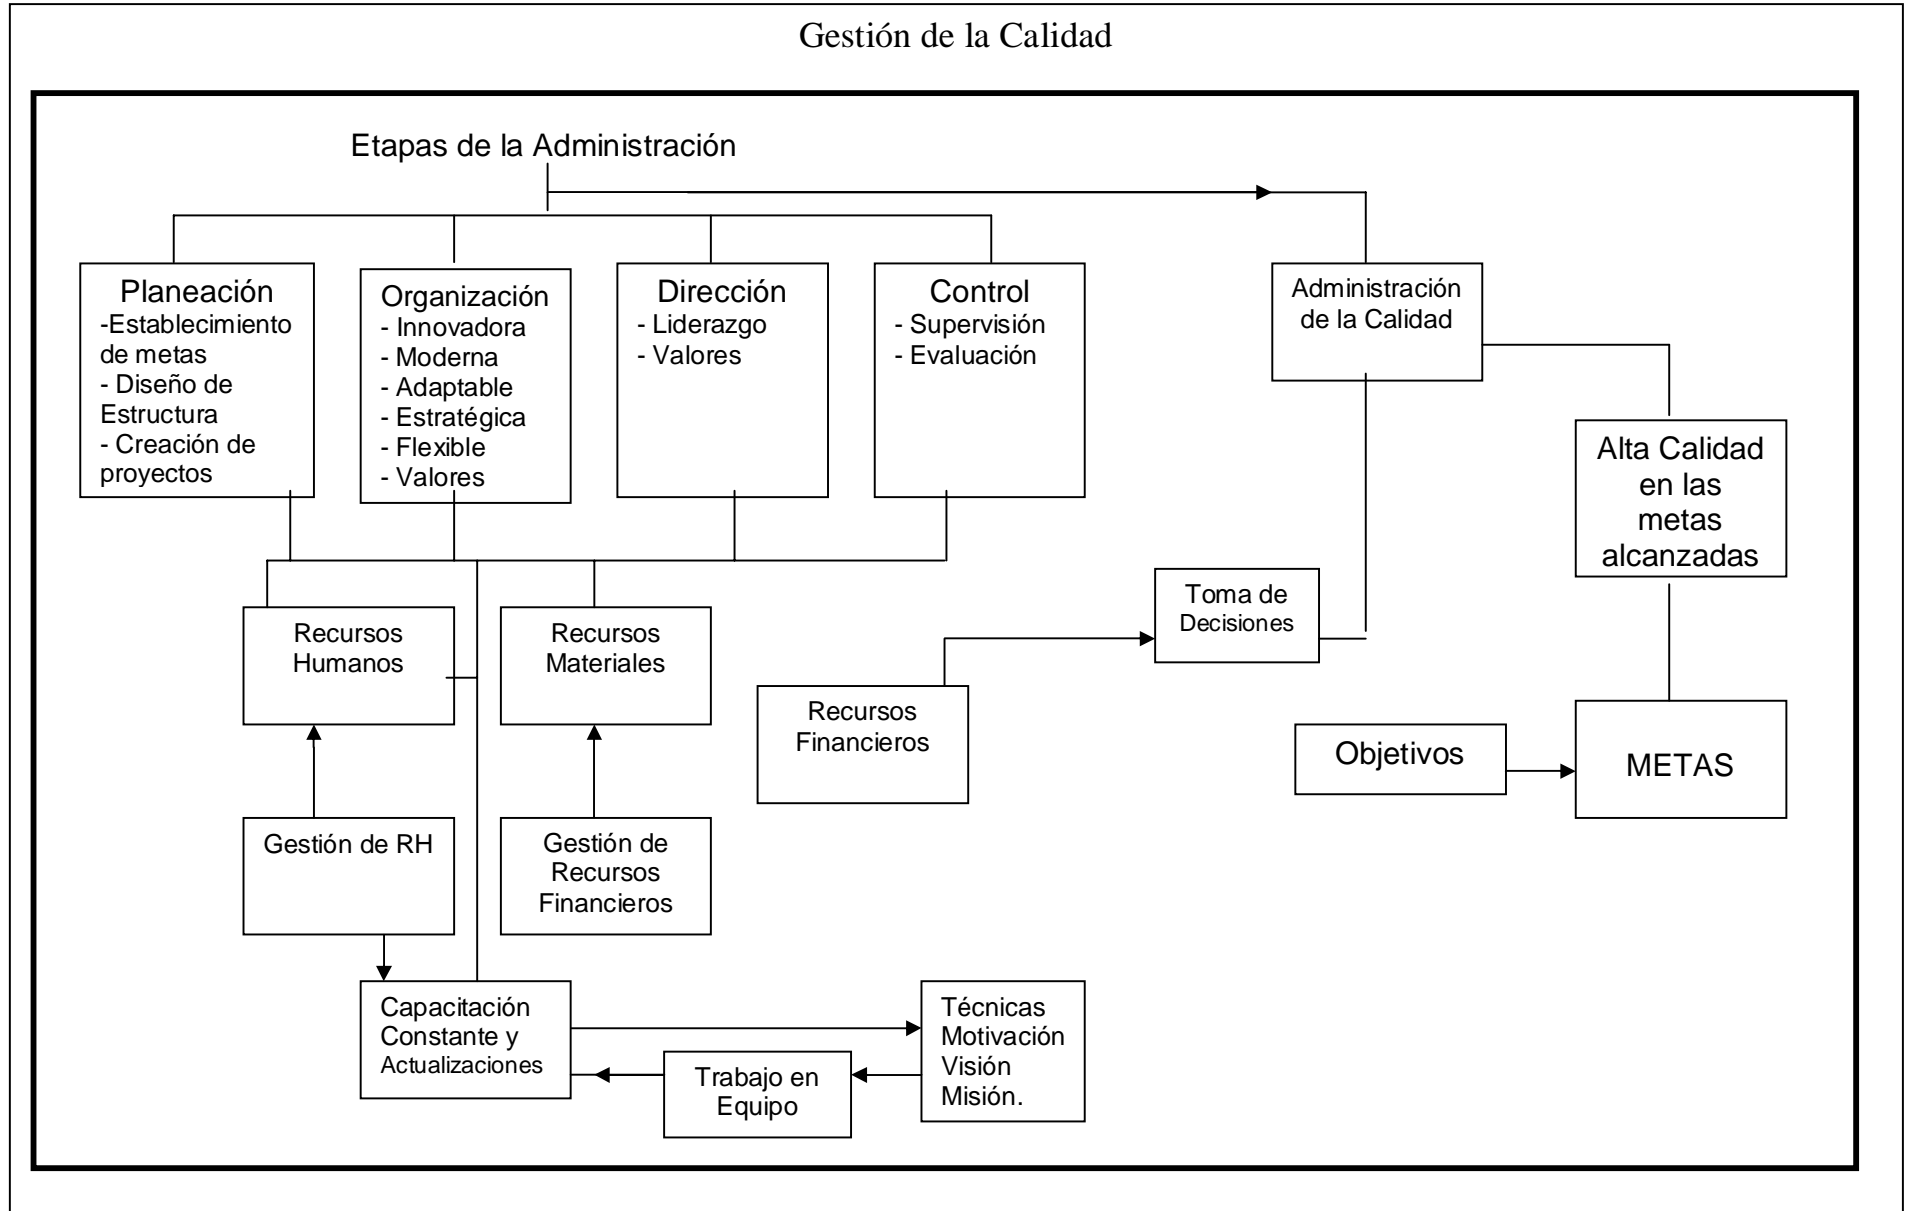 Gestión de la Calidad
Etapas de la Administración
Planeación
-Establecimiento
de metas
- Diseño de
Estructura
- Creación de
proyectos
Organización
- Innovadora
- Moderna
- Adaptable
- Estratégica
- Flexible
- Valores
Dirección
- Liderazgo
- Valores
Control
- Supervisión
- Evaluación
Administración
de la Calidad
Alta Calidad
en las
metas
alcanzadas
Recursos
Humanos
Recursos
Materiales
Toma de
Decisiones
Recursos
Financieros
Objetivos
METAS
Gestión de RH
Gestión de
Recursos
Financieros
Capacitación
Constante y
Actualizaciones
Trabajo en
Equipo
Técnicas
Motivación
Visión
Misión.